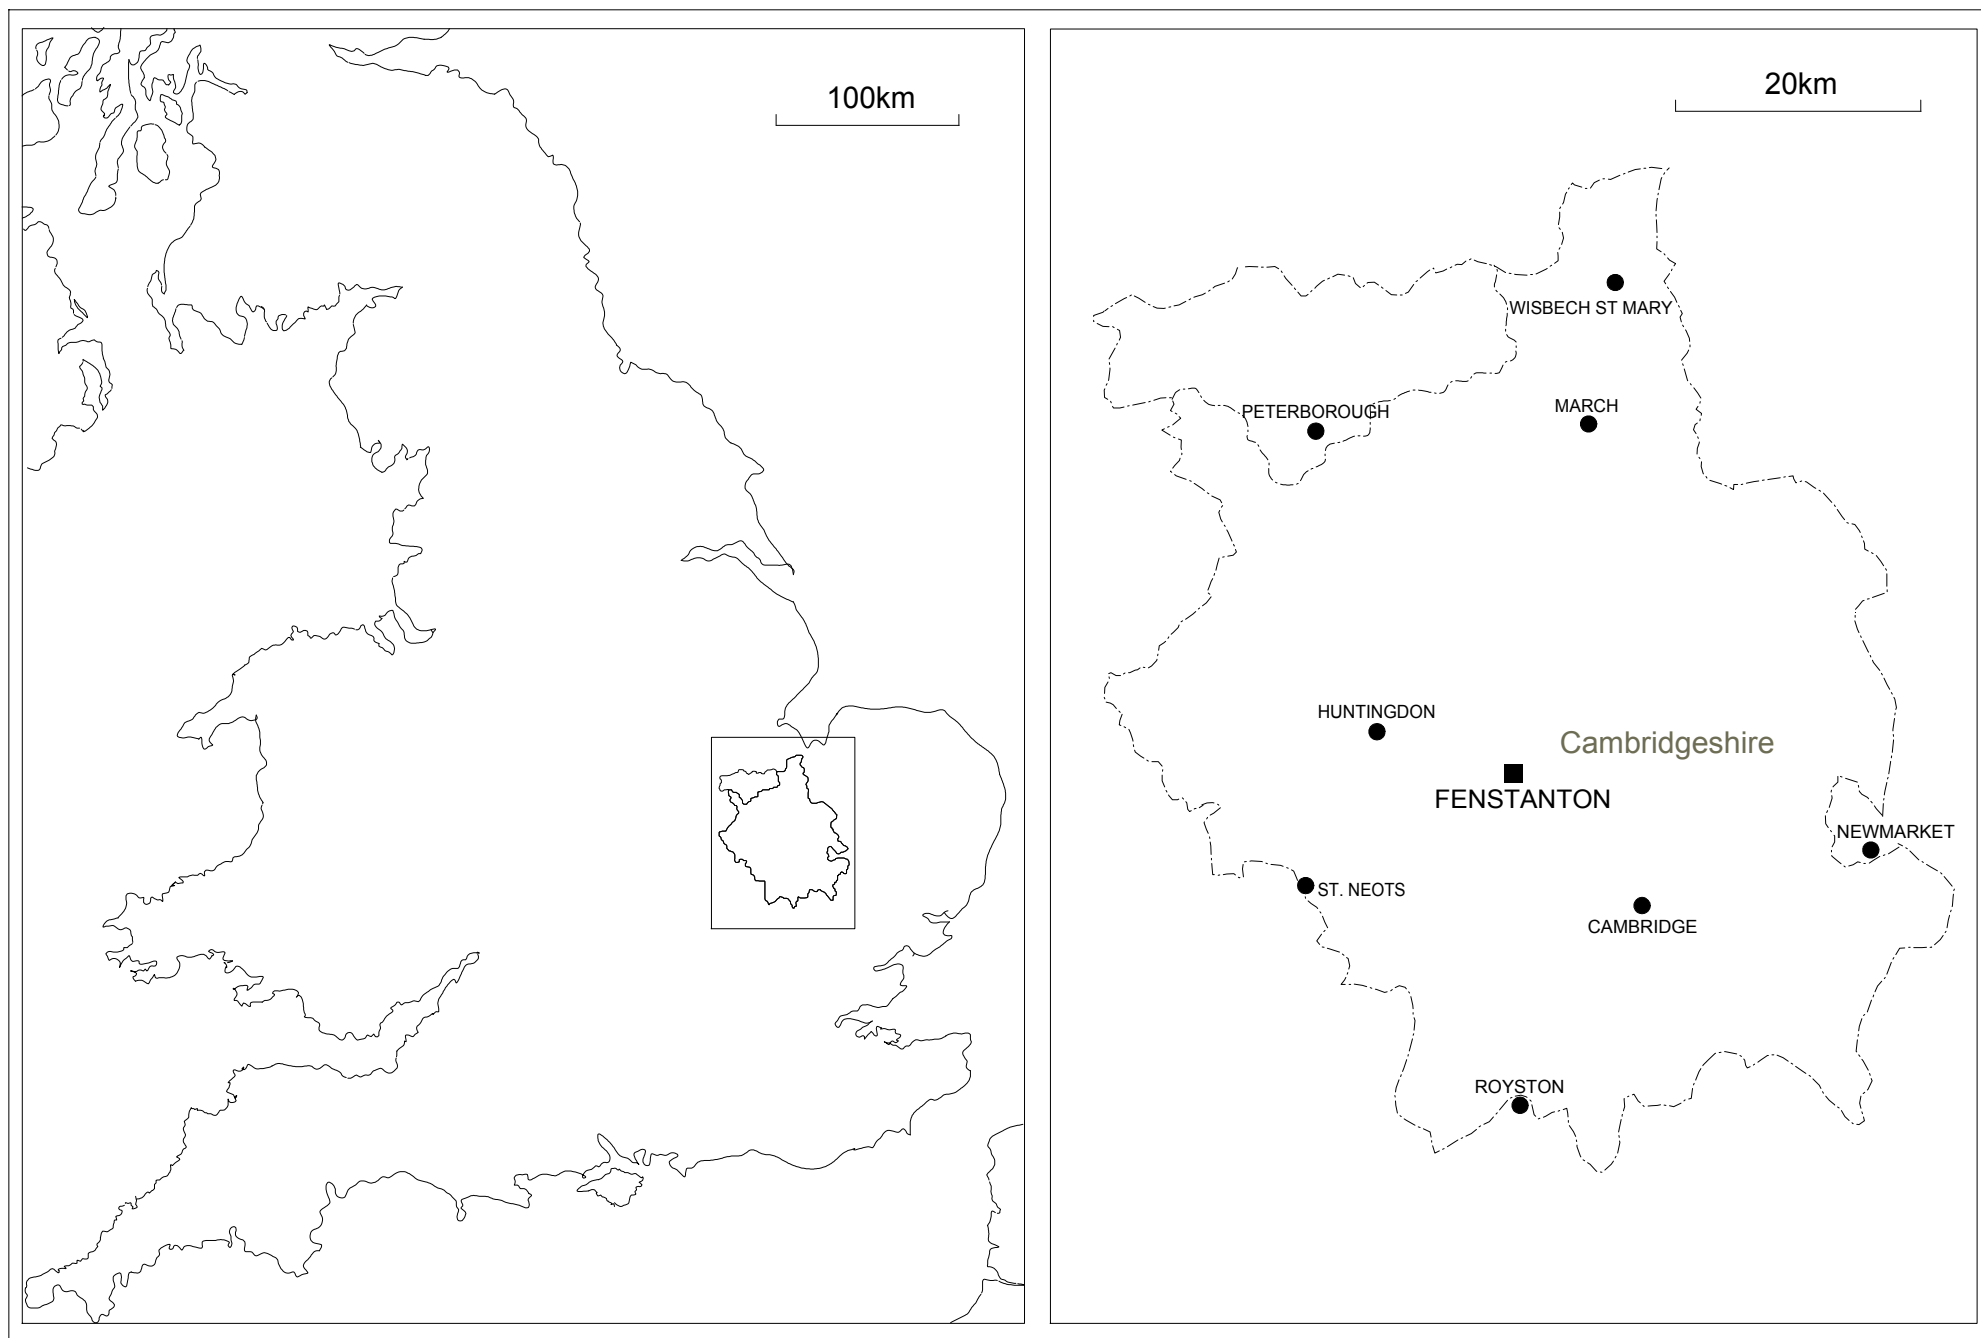 100km
20km
WISBECH ST MARY
PETERBOROUGH
MARCH
HUNTINGDON
Cambridgeshire
FENSTANTON
NEWMARKET
ST. NEOTS
CAMBRIDGE
ROYSTON